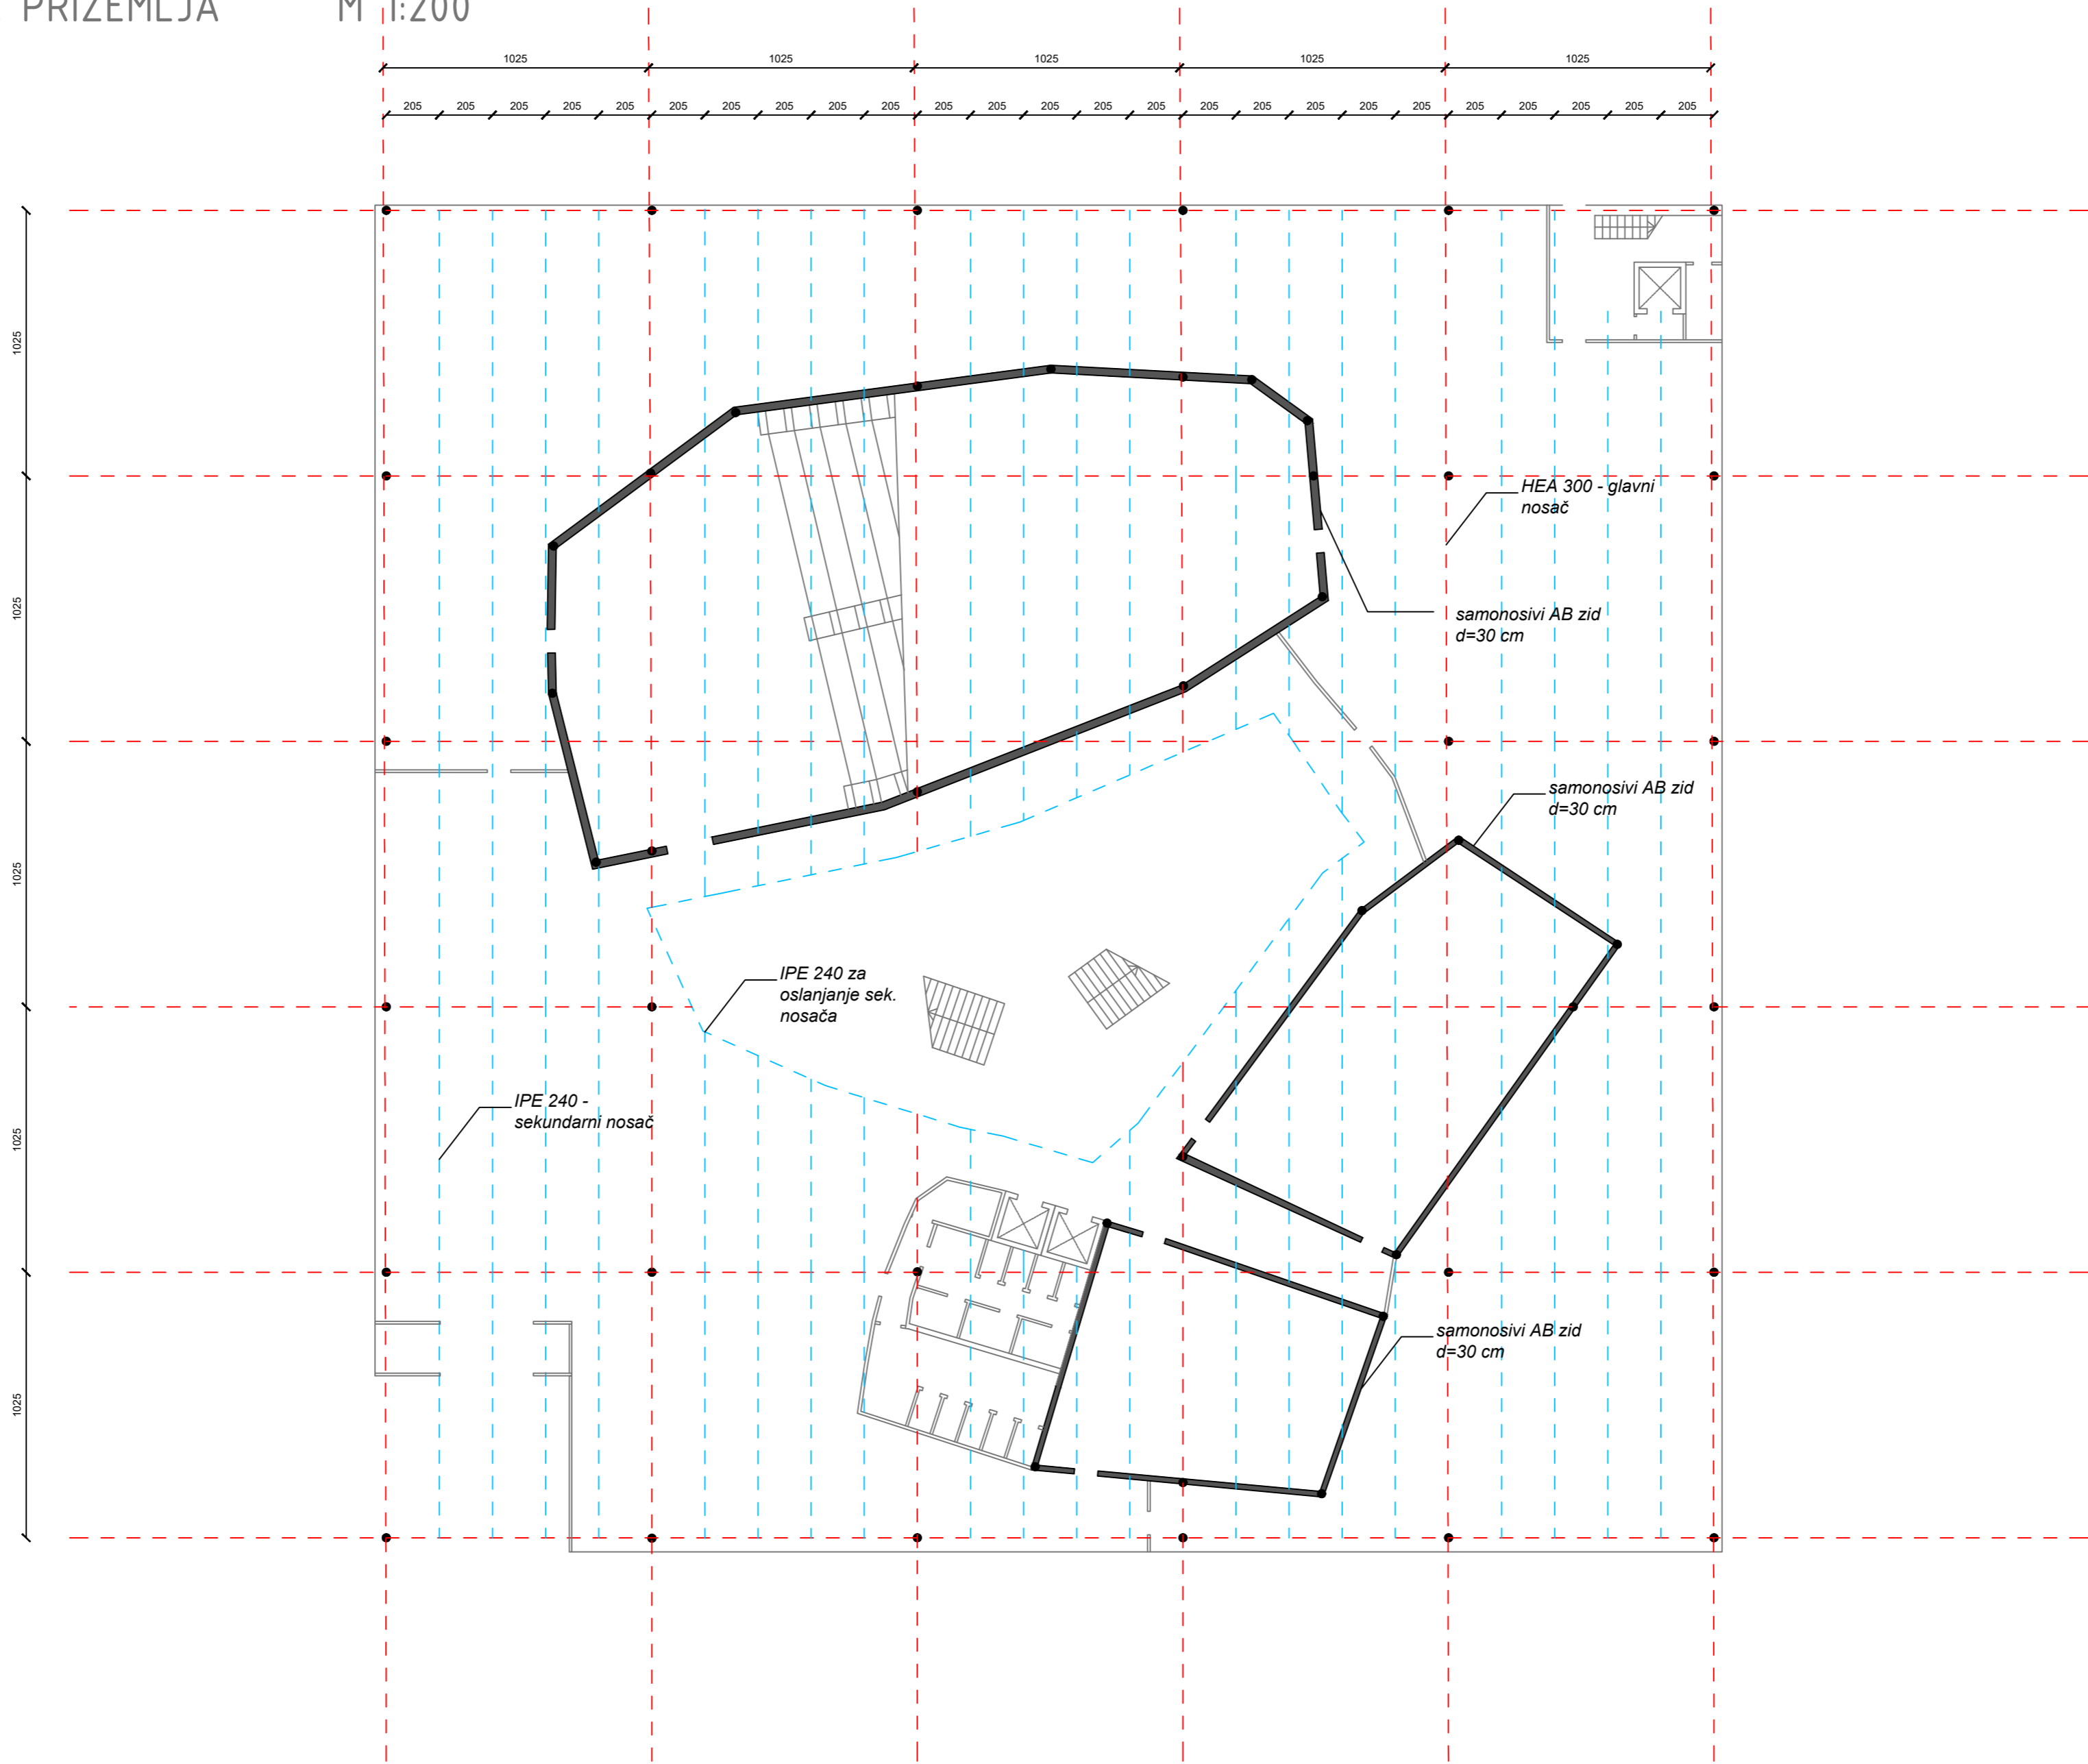 PRIZEMLJA M 1:200
1025 1025 1025 1025 1025
205 205 205 205 205 205 205 205 205 205 205 205 205 205 205 205 205 205 205 205 205 205 205 205 205
1025
HEA 300 - glavni
nosač
1025
samonosivi AB zid
d=30 cm
samonosivi AB zid
d=30 cm
1025
IPE 240 za
oslanjanje sek.
nosača
IPE 240 -
sekundarni nosač
1025
samonosivi AB zid
d=30 cm
1025